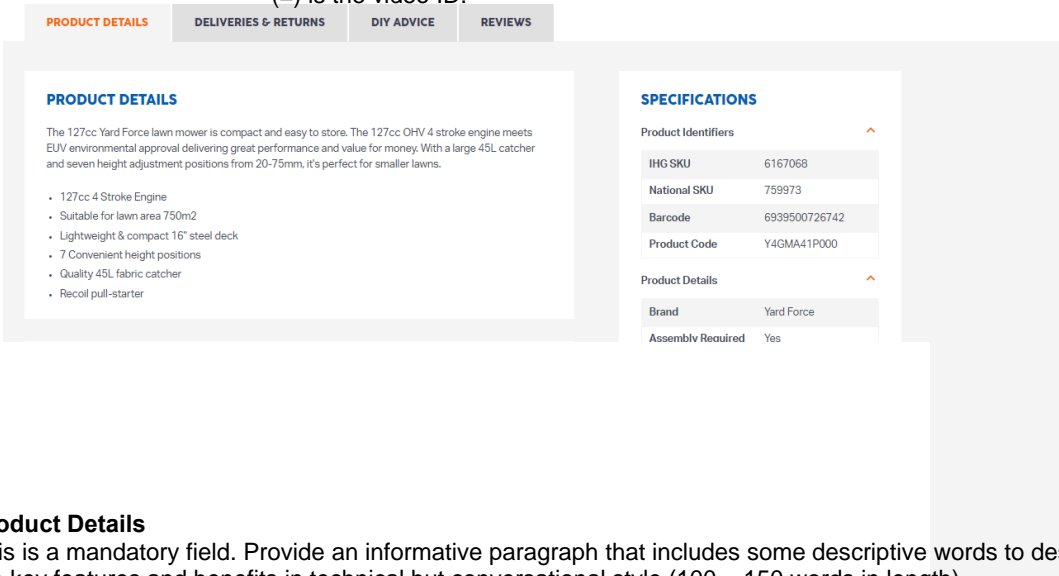 is the video ID.
PRODUCT DETAILS DELIVERIES & RETURNS DIY ADVICE REVIEWS
PRODUCT DETAILS
The 127cc Yard Force lawn mower is compact and easy to store. The 127cc OHV 4 stroke engine meets
EUV environmental approval delivering great performance and value for money. With a large 45L catcher
and seven height adjustment positions from 20-75mm, it's perfect for smaller lawns.
• 127cc 4 Stroke Engine
• Suitable for lawn area 750m2
• Lightweight & compact 16" steel deck
• 7 Convenient height positions
• Quality 45L fabric catcher
• Recoil pull-starter
SPECIFICATIONS
Product Identifiers
IHG SKU 6167068
National SKU 759973
Barcode 6939500726742
Product Code Y4GMA41P000
Product Details
Brand Yard Force
Assembly Required Yes
oduct Details
is is a mandatory field. Provide an informative paragraph that includes some descriptive words to des
key features and benefits in technical but conversational style (100 – 150 words in length)